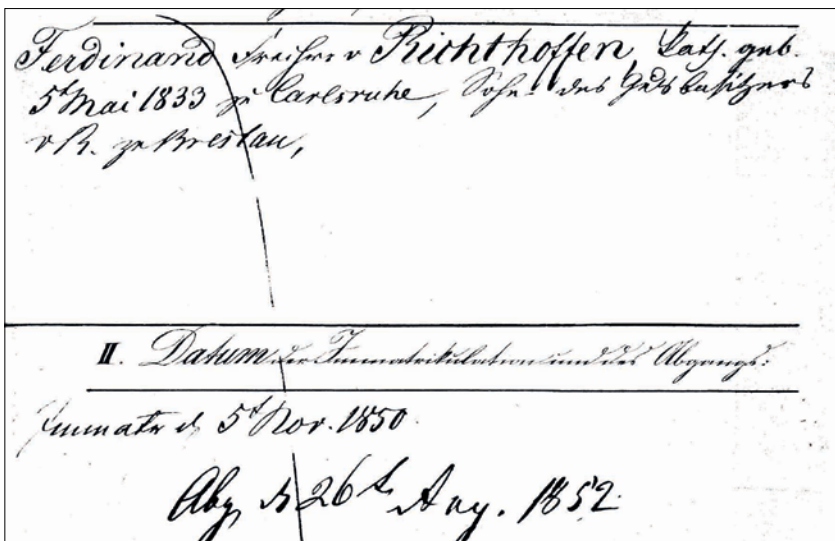 Ferdinand Freiherr v Richthoffen, kath. geb.
5t Mai 1833 zu Carlsruhe, Sohn des Gutsbesitzers
v R. zu Breslau,
II. Datum der Immatrikulation und des Abgangs:
Immatr d. 5t Nov. 1850
Abg. d. 26t. Aug. 1852.